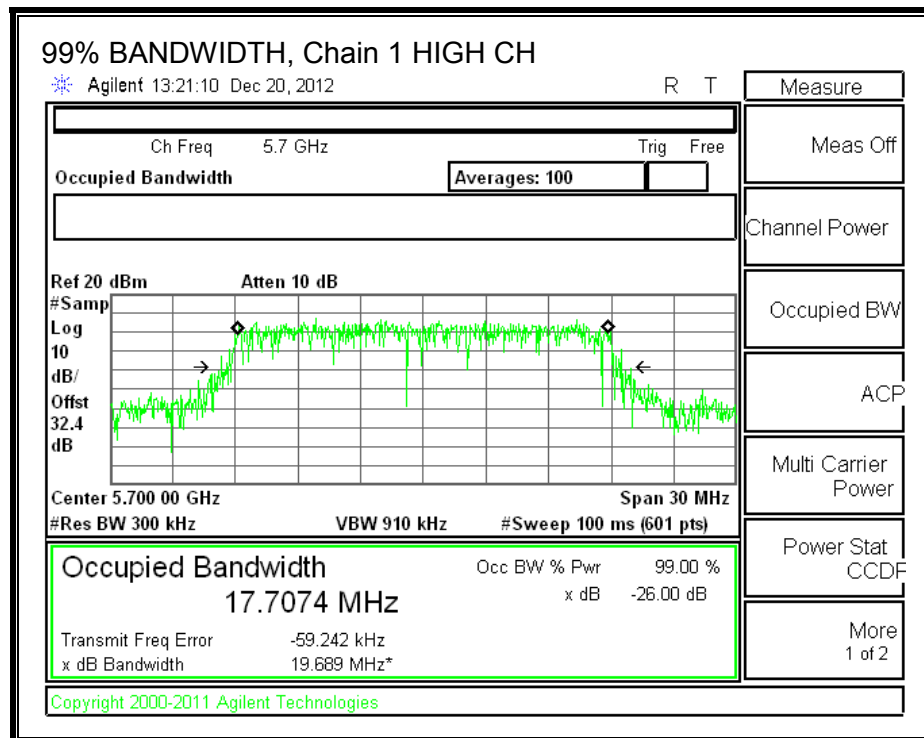 99% BANDWIDTH, Chain 1 HIGH CH
Agilent 13:21:10 Dec 20, 2012 R T
Measure
Ch Freq 5.7 GHz Trig Free
Occupied Bandwidth Averages: 100
Meas Off
Channel Power
Occupied BW
ACP
Multi Carrier
Power
Power Stat
CCDF
More
1 of 2
Ref 20 dBm Atten 10 dB
#Samp
Log
10
dB/
Offst
32.4
dB
Center 5.700 00 GHz Span 30 MHz
#Res BW 300 kHz VBW 910 kHz #Sweep 100 ms (601 pts)
Occupied Bandwidth Occ BW % Pwr 99.00 %
17.7074 MHz x dB -26.00 dB
Transmit Freq Error -59.242 kHz
x dB Bandwidth 19.689 MHz*
Copyright 2000-2011 Agilent Technologies